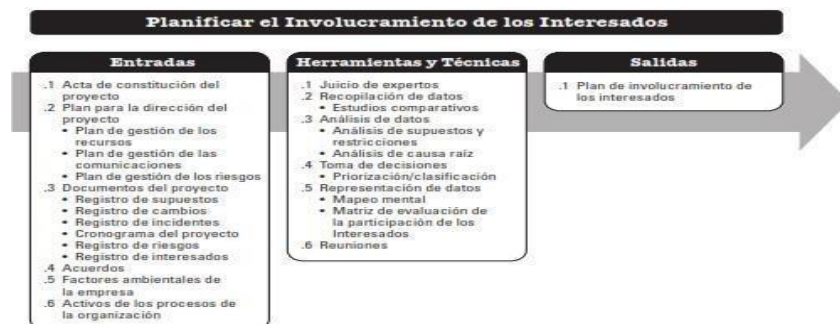 Planificar el Involucramiento de los Interesados
Entradas
.1 Acta de constitución del
proyecto
.2 Plan para la dirección del
proyecto
• Plan de gestión de los
recursos
• Plan de gestión de las
comunicaciones
• Plan de gestión de los riesgos
.3 Documentos del proyecto
• Registro de supuestos
• Registro de cambios
• Registro de incidentes
• Cronograma del proyecto
• Registro de riesgos
• Registro de interesados
.4 Acuerdos
.5 Factores ambientales de
la empresa
.6 Activos de los procesos de
la organización
Herramientas y Técnicas
.1 Juicio de expertos
.2 Recopilación de datos
• Estudios comparativos
.3 Análisis de datos
• Análisis de supuestos y
restricciones
• Análisis de causa raíz
.4 Toma de decisiones
• Priorización/clasificación
.5 Representación de datos
• Mapeo mental
• Matriz de evaluación de
la participación de los
Interesados
.6 Reuniones
Salidas
.1 Plan de involucramiento de
los interesados